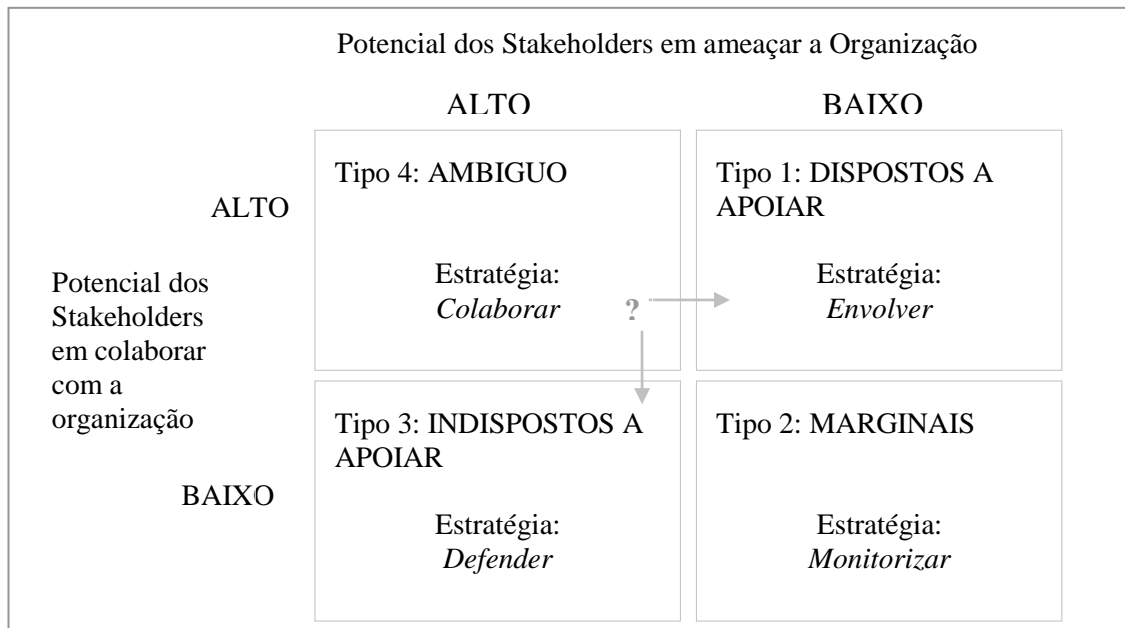 Potencial dos Stakeholders em ameaçar a Organização
ALTO
BAIXO
ALTO
Tipo 4: AMBIGUO
Estratégia:
Colaborar
?
Tipo 1: DISPOSTOS A
APOIAR
Estratégia:
Envolver
Potencial dos
Stakeholders
em colaborar
com a
organização
BAIXO
Tipo 3: INDISPOSTOS A
APOIAR
Estratégia:
Defender
Tipo 2: MARGINAIS
Estratégia:
Monitorizar